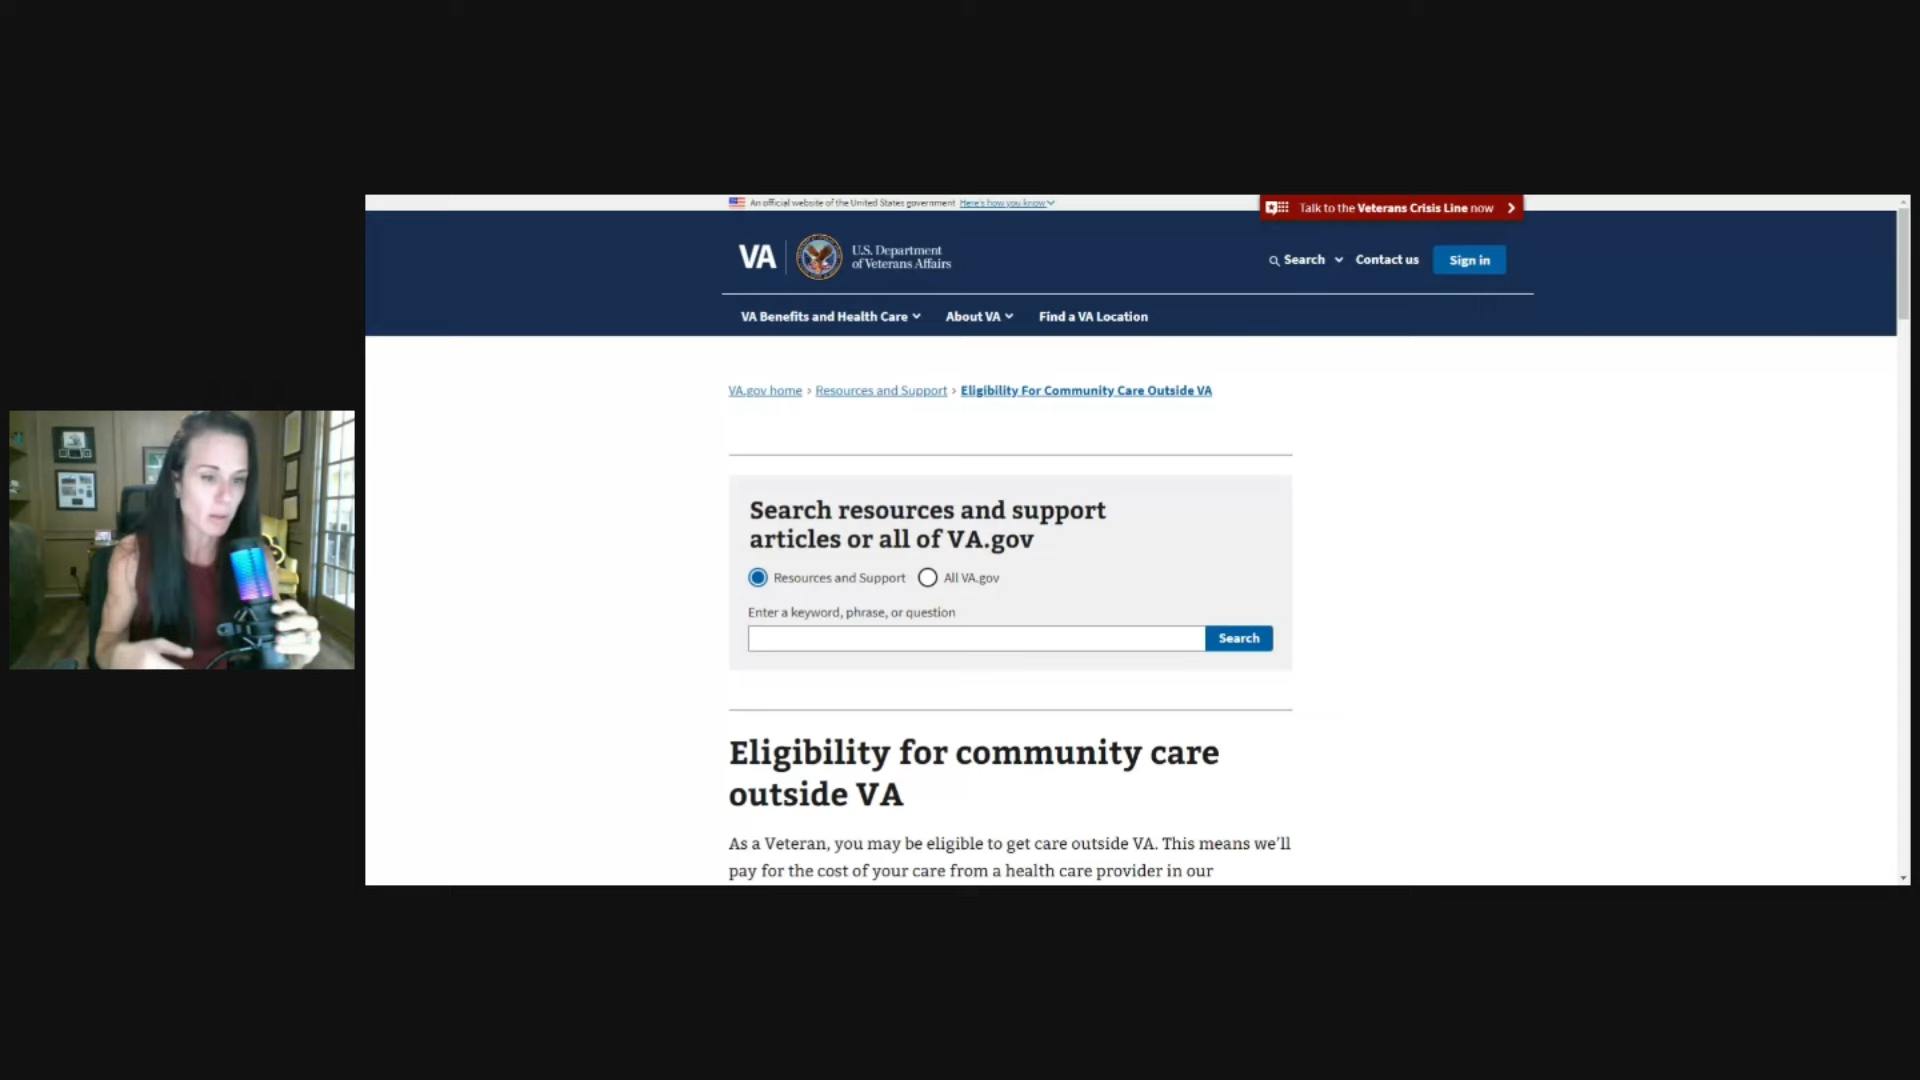 An official website of the United States government Here's how you know
Talk to the Veterans Crisis Line now
VA
U.S. Department
of Veterans Affairs
Search
Contact us
Sign in
VA Benefits and Health Care
About VA
Find a VA Location
VA.gov home › Resources and Support › Eligibility For Community Care Outside VA
Search resources and support
articles or all of VA.gov
Resources and Support
All VA.gov
Enter a keyword, phrase, or question
Search
Eligibility for community care
outside VA
As a Veteran, you may be eligible to get care outside VA. This means we’ll
pay for the cost of your care from a health care provider in our